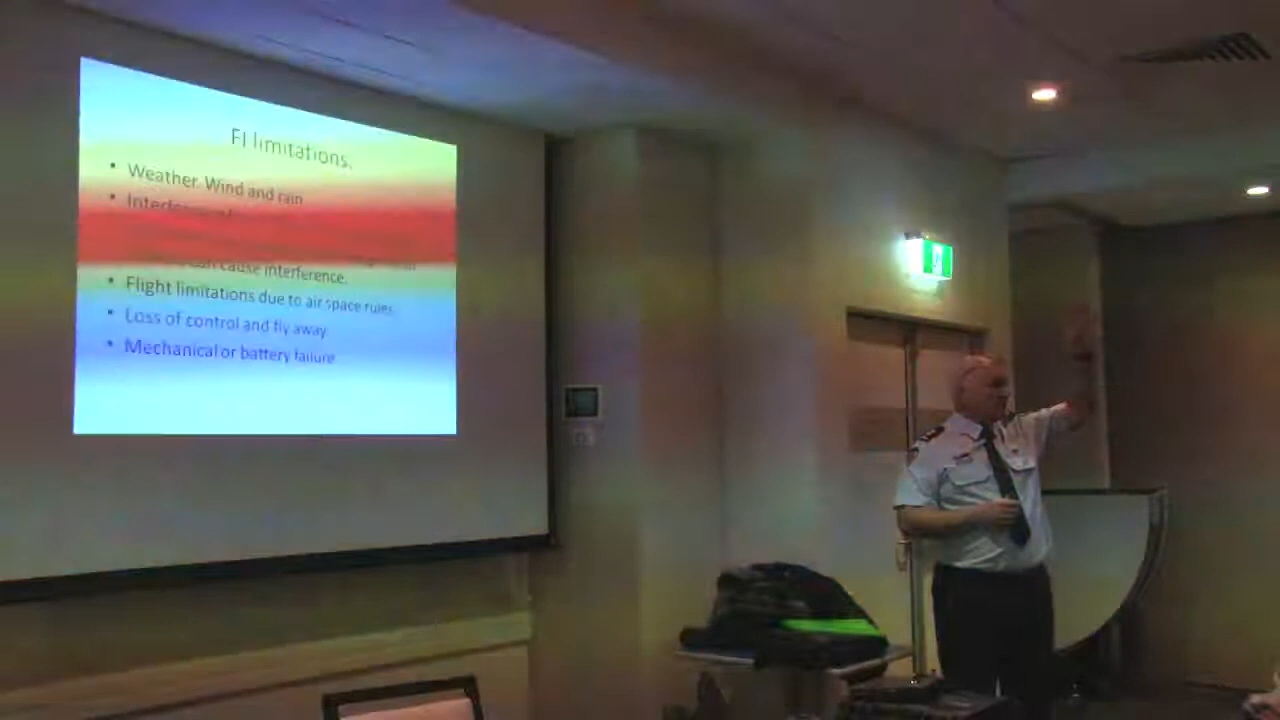 FI limitations.
• Weather. Wind and rain
can cause interference.
• Flight limitations due to air space rules
• Loss of control and fly away
• Mechanical or battery failure